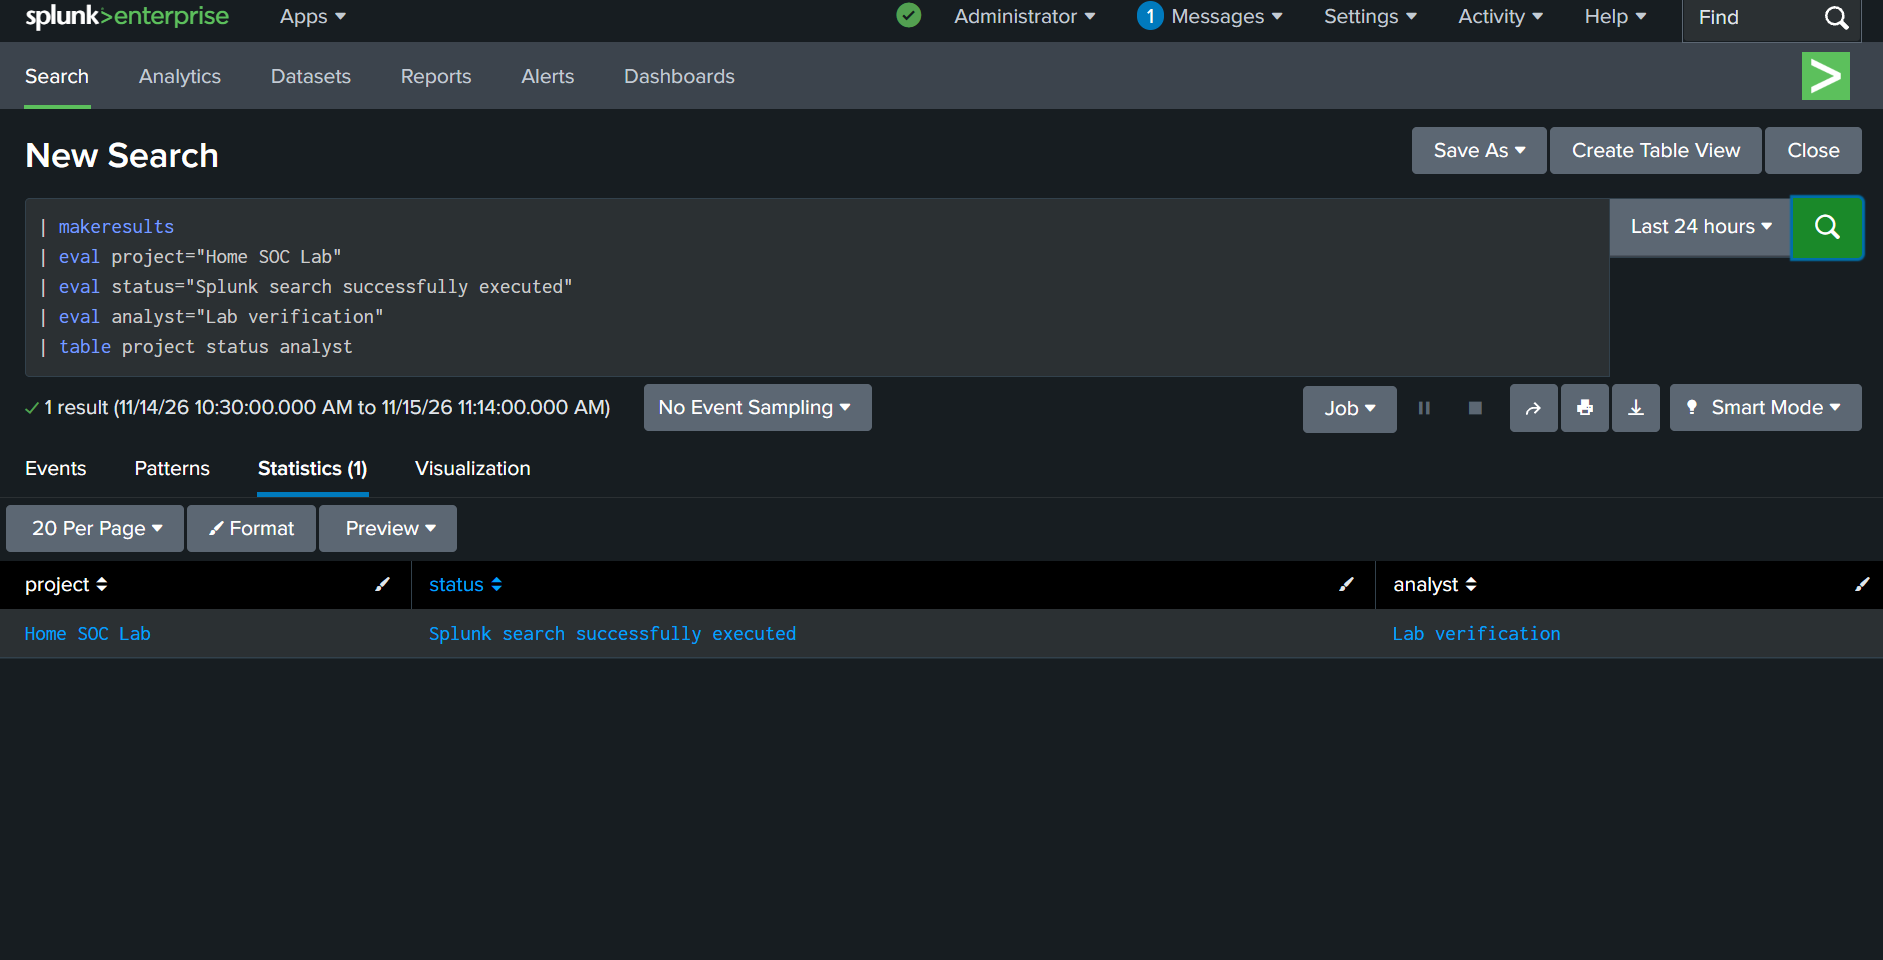 splunk>enterprise Apps Administrator 1 Messages Settings Activity Help Find
Search Analytics Datasets Reports Alerts Dashboards >
New Search Save As Create Table View Close
| makeresults Last 24 hours
| eval project="Home SOC Lab"
| eval status="Splunk search successfully executed"
| eval analyst="Lab verification"
| table project status analyst
1 result (11/14/26 10:30:00.000 AM to 11/15/26 11:14:00.000 AM) No Event Sampling Job Smart Mode
Events Patterns Statistics (1) Visualization
20 Per Page Format Preview
project status analyst
Home SOC Lab Splunk search successfully executed Lab verification